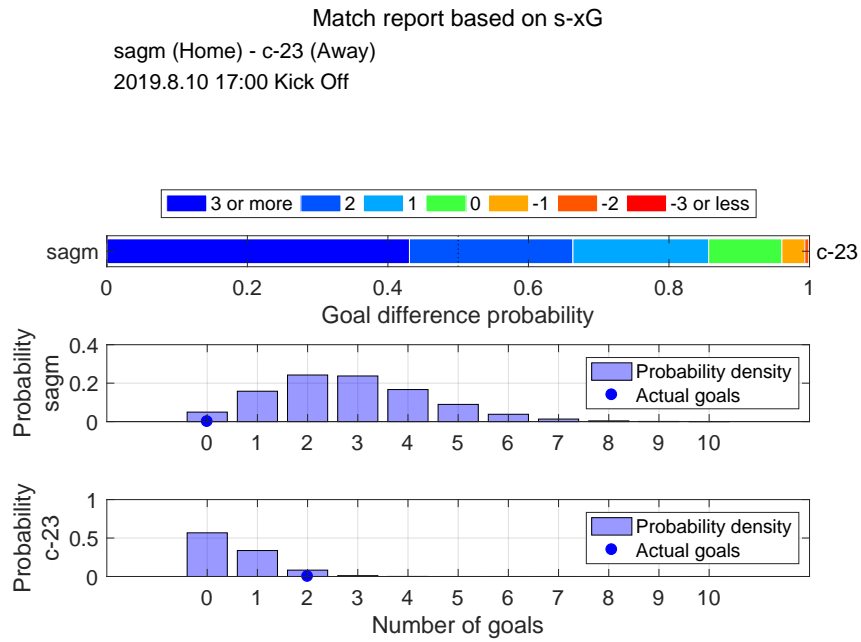 Match report based on s-xG
sagm (Home) - c-23 (Away)
2019.8.10 17:00 Kick Off
3 or more 2 1 0 -1 -2 -3 or less
sagm c-23
0 0.2 0.4 0.6 0.8 1
Goal difference probability
Probability
sagm
0.4
0.2
0
Probability density
Actual goals
0 1 2 3 4 5 6 7 8 9 10
Probability
c-23
1
0.5
0
Probability density
Actual goals
0 1 2 3 4 5 6 7 8 9 10
Number of goals